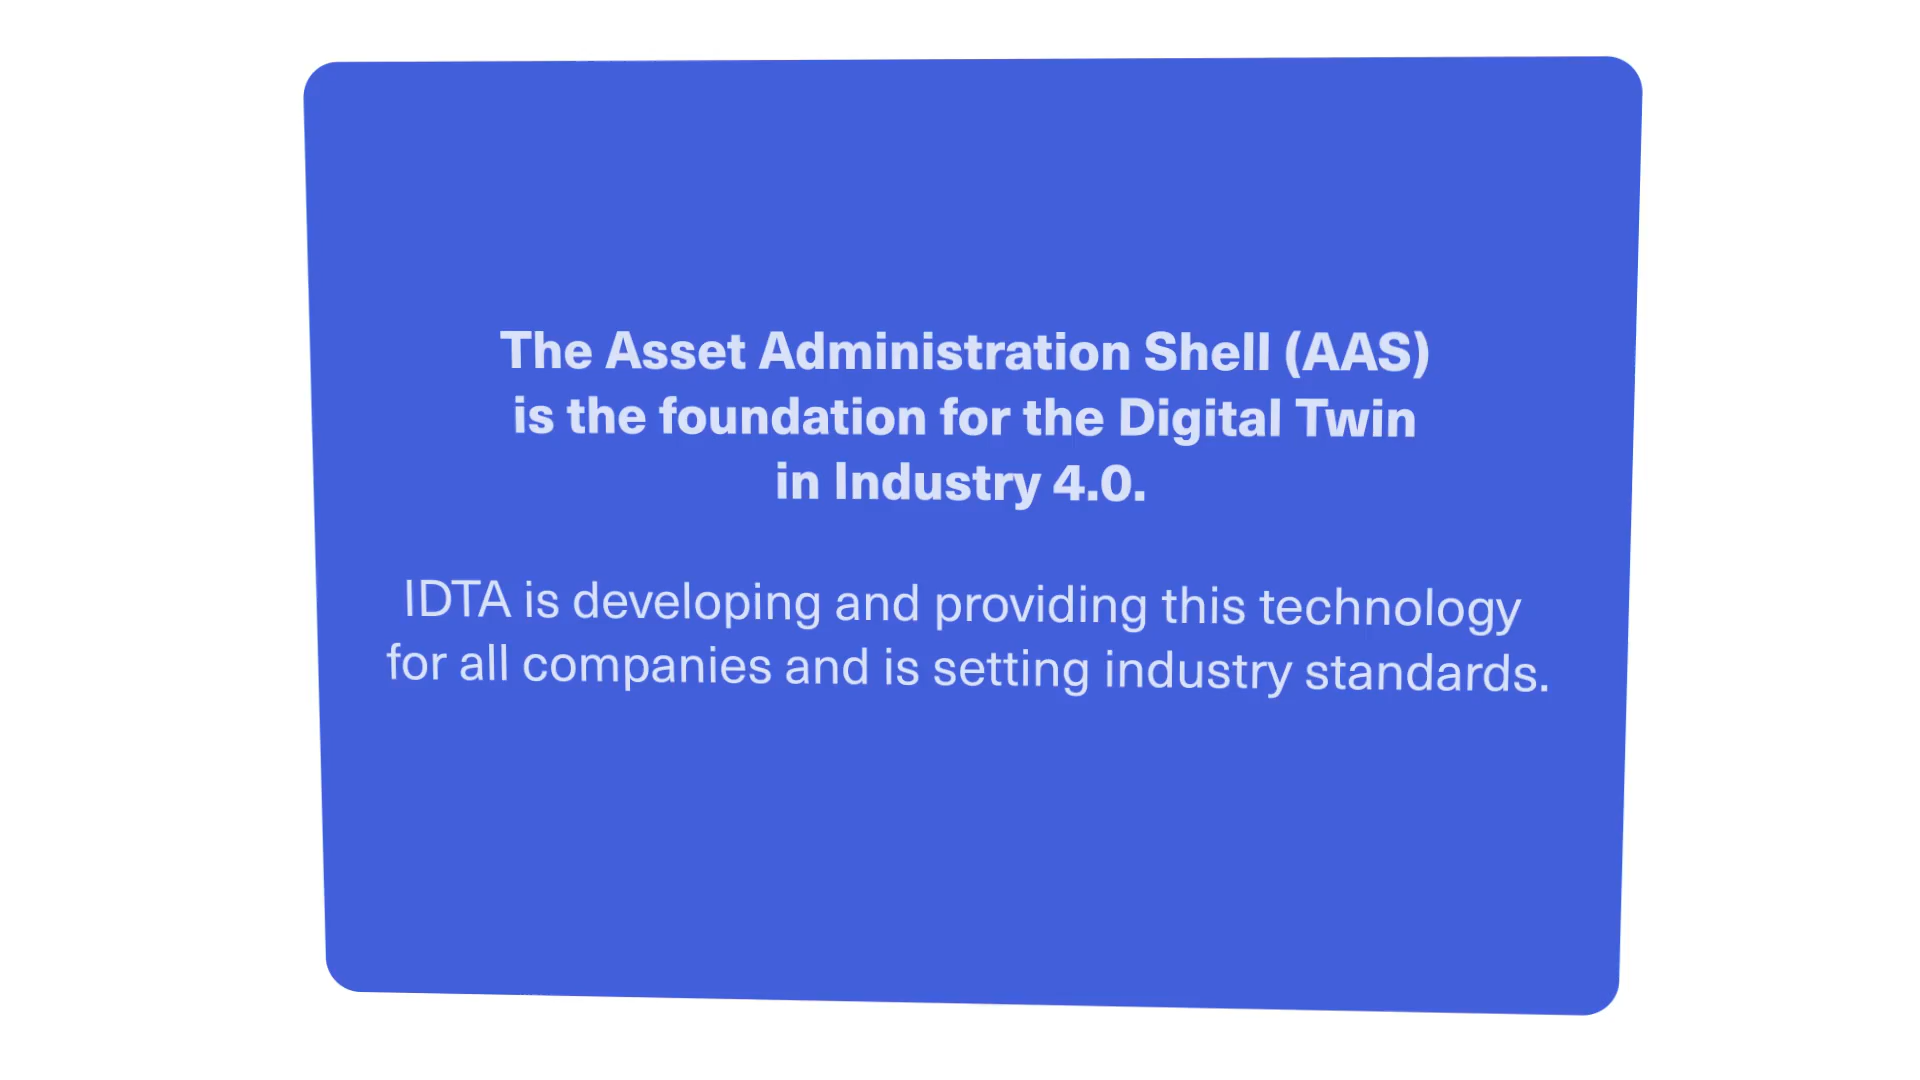 The Asset Administration Shell (AAS)
is the foundation for the Digital Twin
in Industry 4.0.
IDTA is developing and providing this technology
for all companies and is setting industry standards.